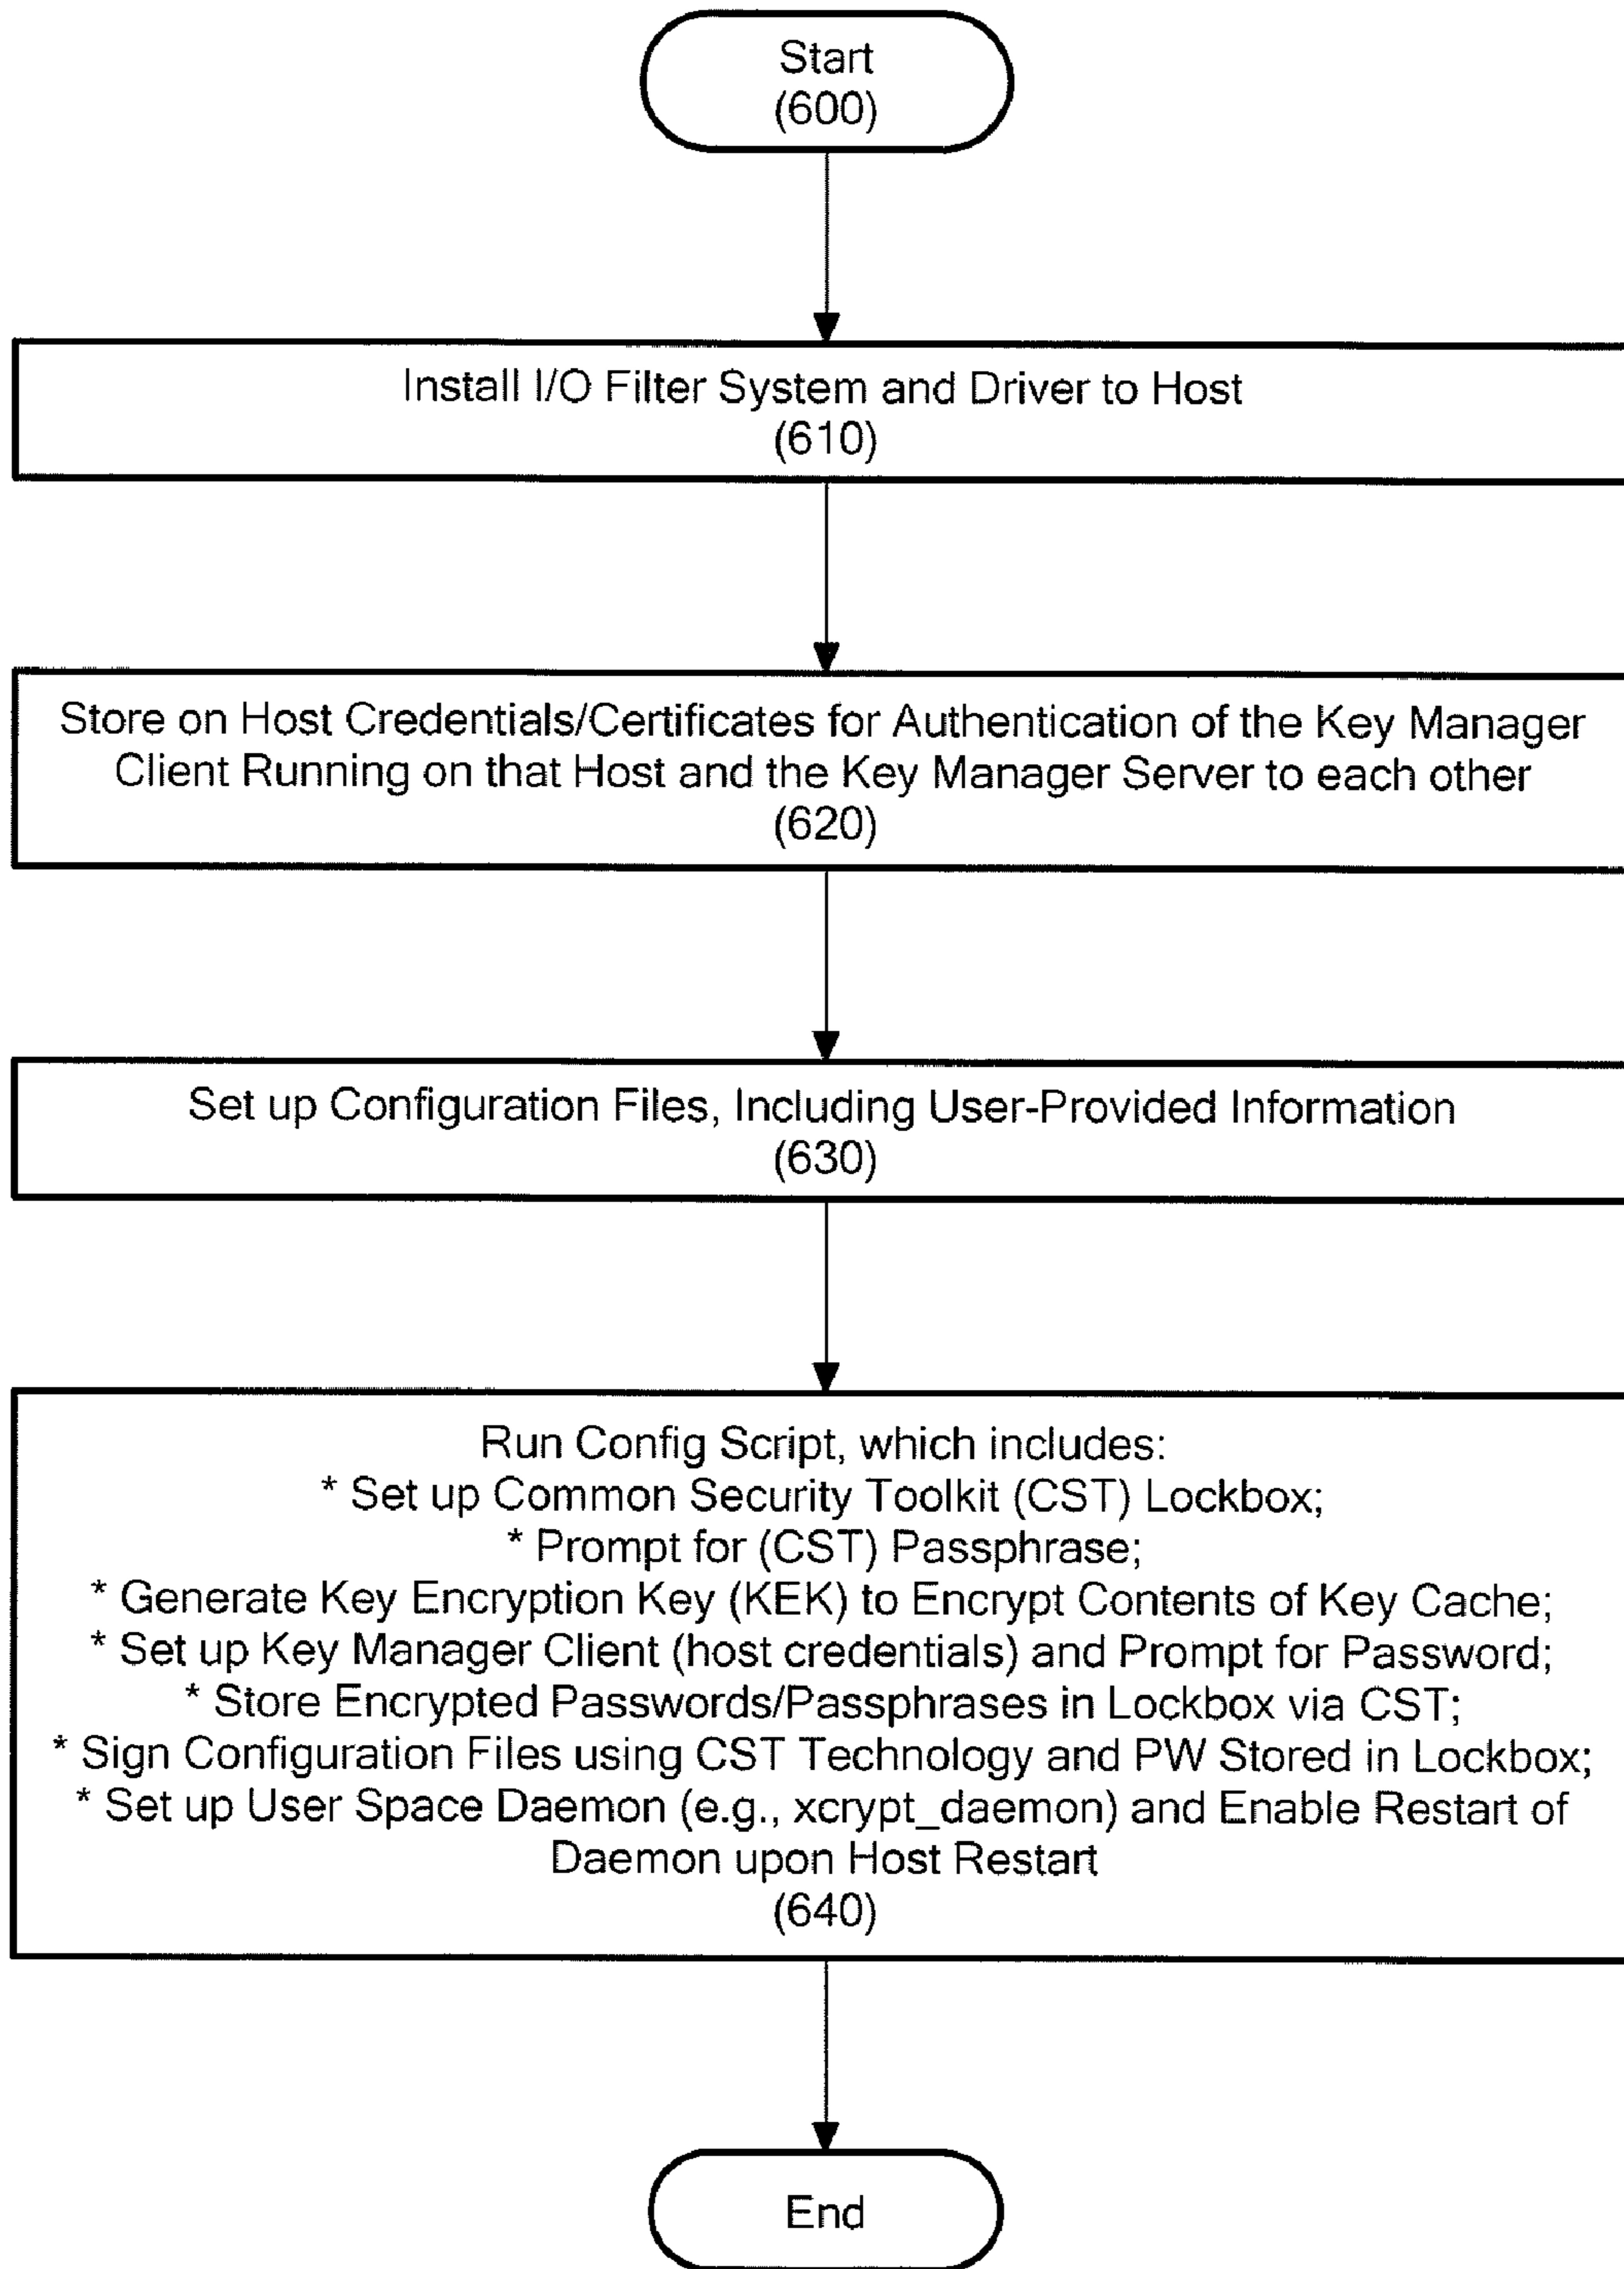 Start
(600)
Install I/O Filter System and Driver to Host
(610)
Store on Host Credentials/Certificates for Authentication of the Key Manager
Client Running on that Host and the Key Manager Server to each other
(620)
Set up Configuration Files, Including User-Provided Information
(630)
Run Config Script, which includes:
* Set up Common Security Toolkit (CST) Lockbox;
* Prompt for (CST) Passphrase;
* Generate Key Encryption Key (KEK) to Encrypt Contents of Key Cache;
* Set up Key Manager Client (host credentials) and Prompt for Password;
* Store Encrypted Passwords/Passphrases in Lockbox via CST;
* Sign Configuration Files using CST Technology and PW Stored in Lockbox;
* Set up User Space Daemon (e.g., xcrypt_daemon) and Enable Restart of
Daemon upon Host Restart
(640)
End